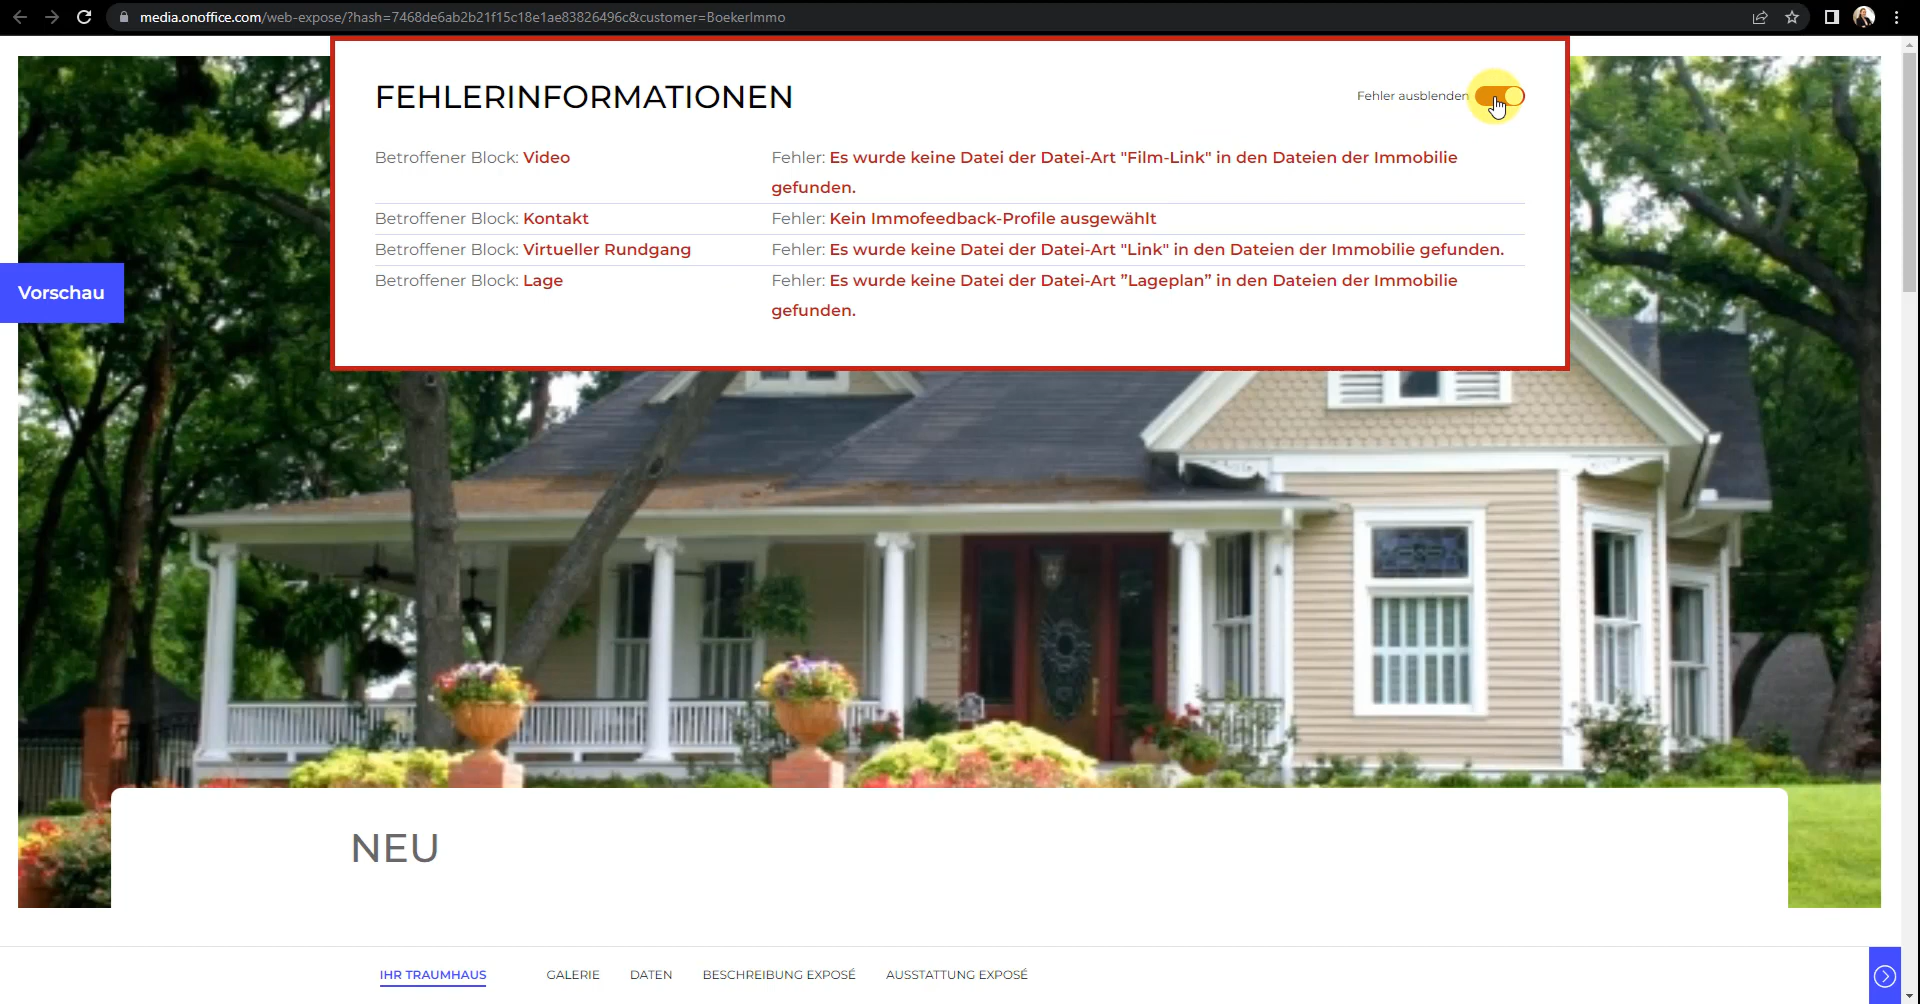 media.onoffice.com/web-expose/?hash=7468de6ab2b21f15c18e1ae83826496c&customer=BoekerImmo
FEHLERINFORMATIONEN
Fehler ausblenden
Betroffener Block: Video
Fehler: Es wurde keine Datei der Datei-Art "Film-Link" in den Dateien der Immobilie
gefunden.
Betroffener Block: Kontakt
Fehler: Kein Immofeedback-Profile ausgewählt
Betroffener Block: Virtueller Rundgang
Fehler: Es wurde keine Datei der Datei-Art "Link" in den Dateien der Immobilie gefunden.
Betroffener Block: Lage
Fehler: Es wurde keine Datei der Datei-Art ”Lageplan” in den Dateien der Immobilie
gefunden.
Vorschau
NEU
IHR TRAUMHAUS GALERIE DATEN BESCHREIBUNG EXPOSÉ AUSSTATTUNG EXPOSÉ